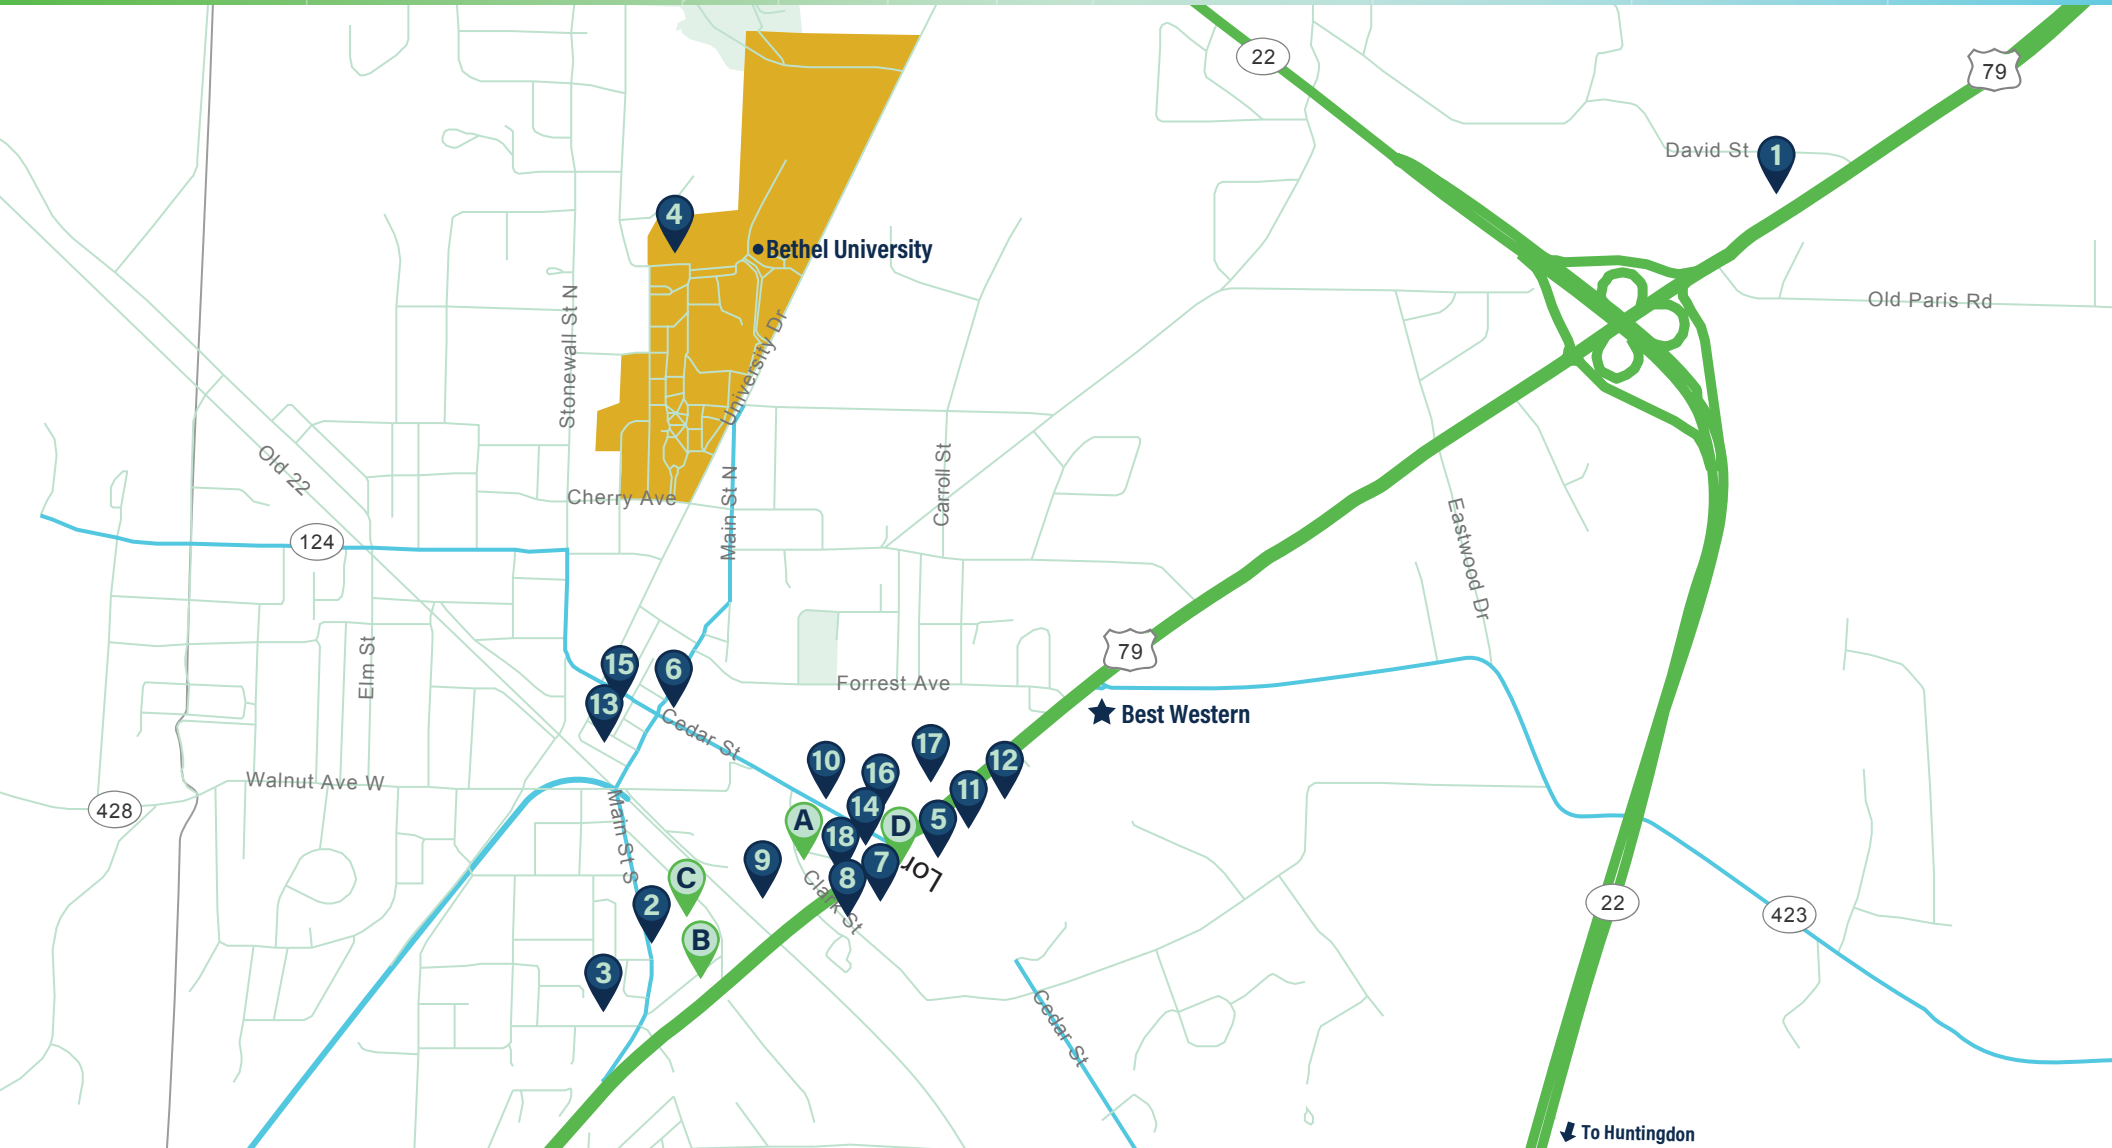 22
79
David St
1
4
Bethel University
Old Paris Rd
Stonewall St N
University Dr
Old 22
Cherry Ave
Main St N
Carroll St
Eastwood Dr
124
Elm St
15
6
13
Forrest Ave
79
Best Western
Cedar St
17
10
16
12
11
14
5
A
D
18
Walnut Ave W
428
Main St S
9
7
8
Lor
Clark St
C
2
B
3
22
423
Cedar St
To Huntingdon